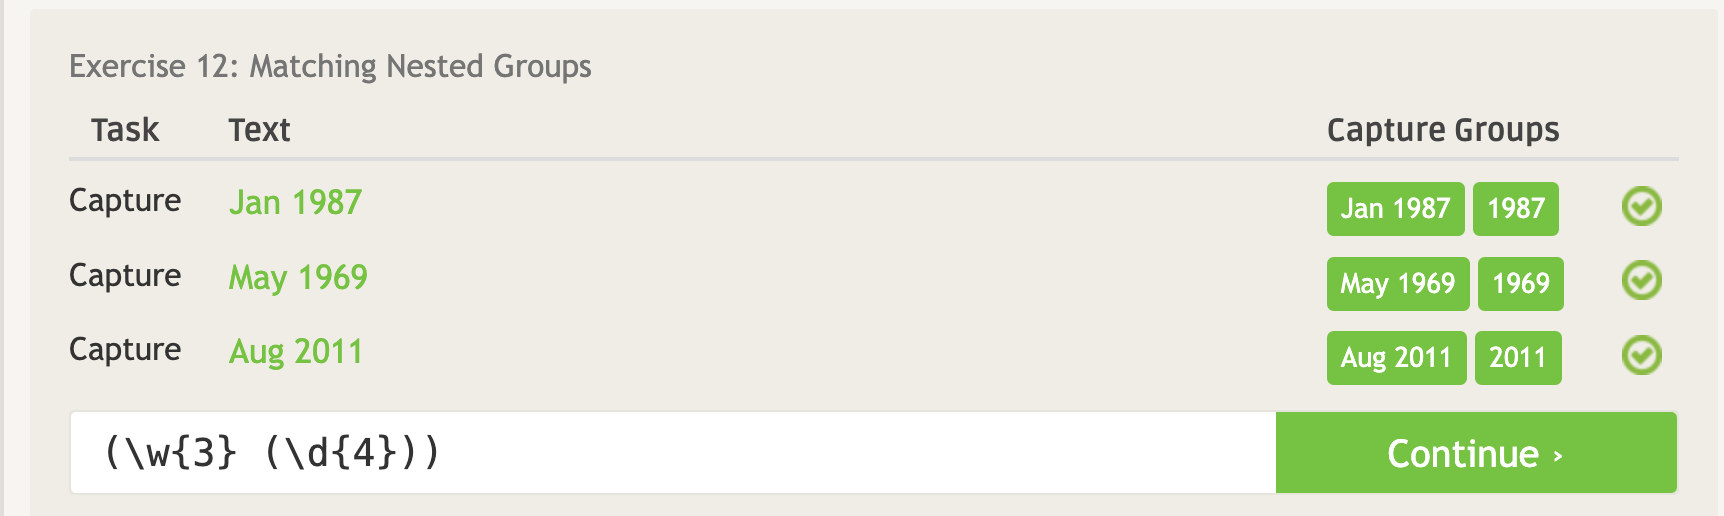 Exercise 12: Matching Nested Groups
Task Text Capture Groups
Capture Jan 1987 Jan 1987 1987
Capture May 1969 May 1969 1969
Capture Aug 2011 Aug 2011 2011
(\w{3} (\d{4})) Continue ›